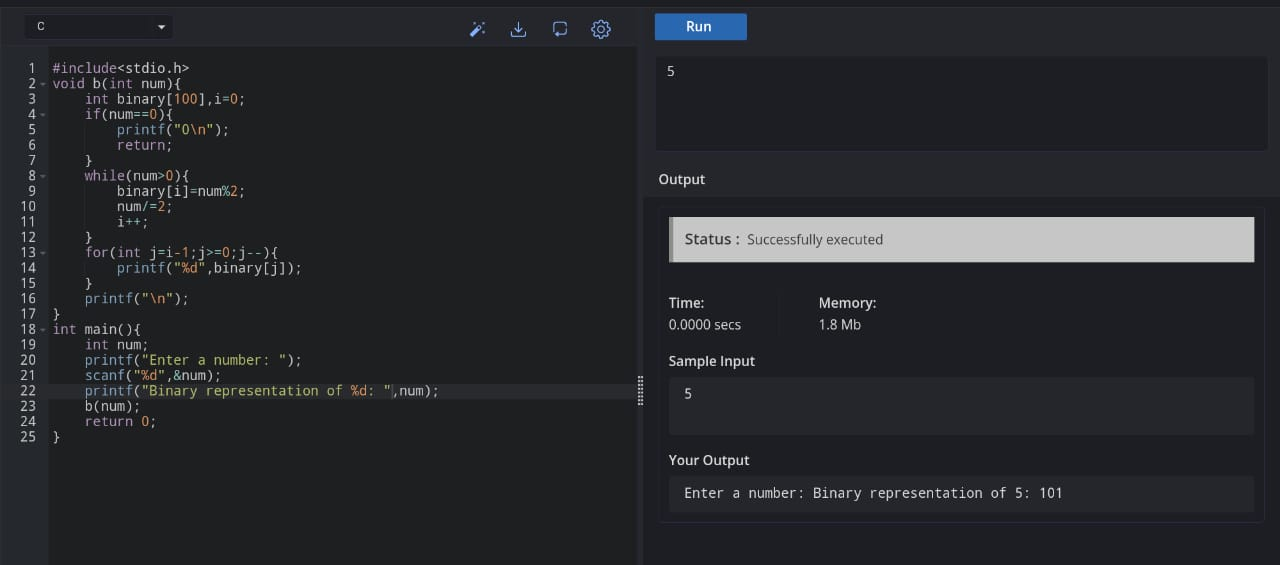 C
1 #include<stdio.h>
2 void b(int num){
3     int binary[100],i=0;
4     if(num==0){
5         printf("0\n");
6         return;
7     }
8     while(num>0){
9         binary[i]=num%2;
10         num/=2;
11         i++;
12     }
13     for(int j=i-1;j>=0;j--){
14         printf("%d",binary[j]);
15     }
16     printf("\n");
17 }
18 int main(){
19     int num;
20     printf("Enter a number: ");
21     scanf("%d",&num);
22     printf("Binary representation of %d: ",num);
23     b(num);
24     return 0;
25 }
Run
5
Output
Status : Successfully executed
Time: Memory:
0.0000 secs 1.8 Mb
Sample Input
5
Your Output
Enter a number: Binary representation of 5: 101